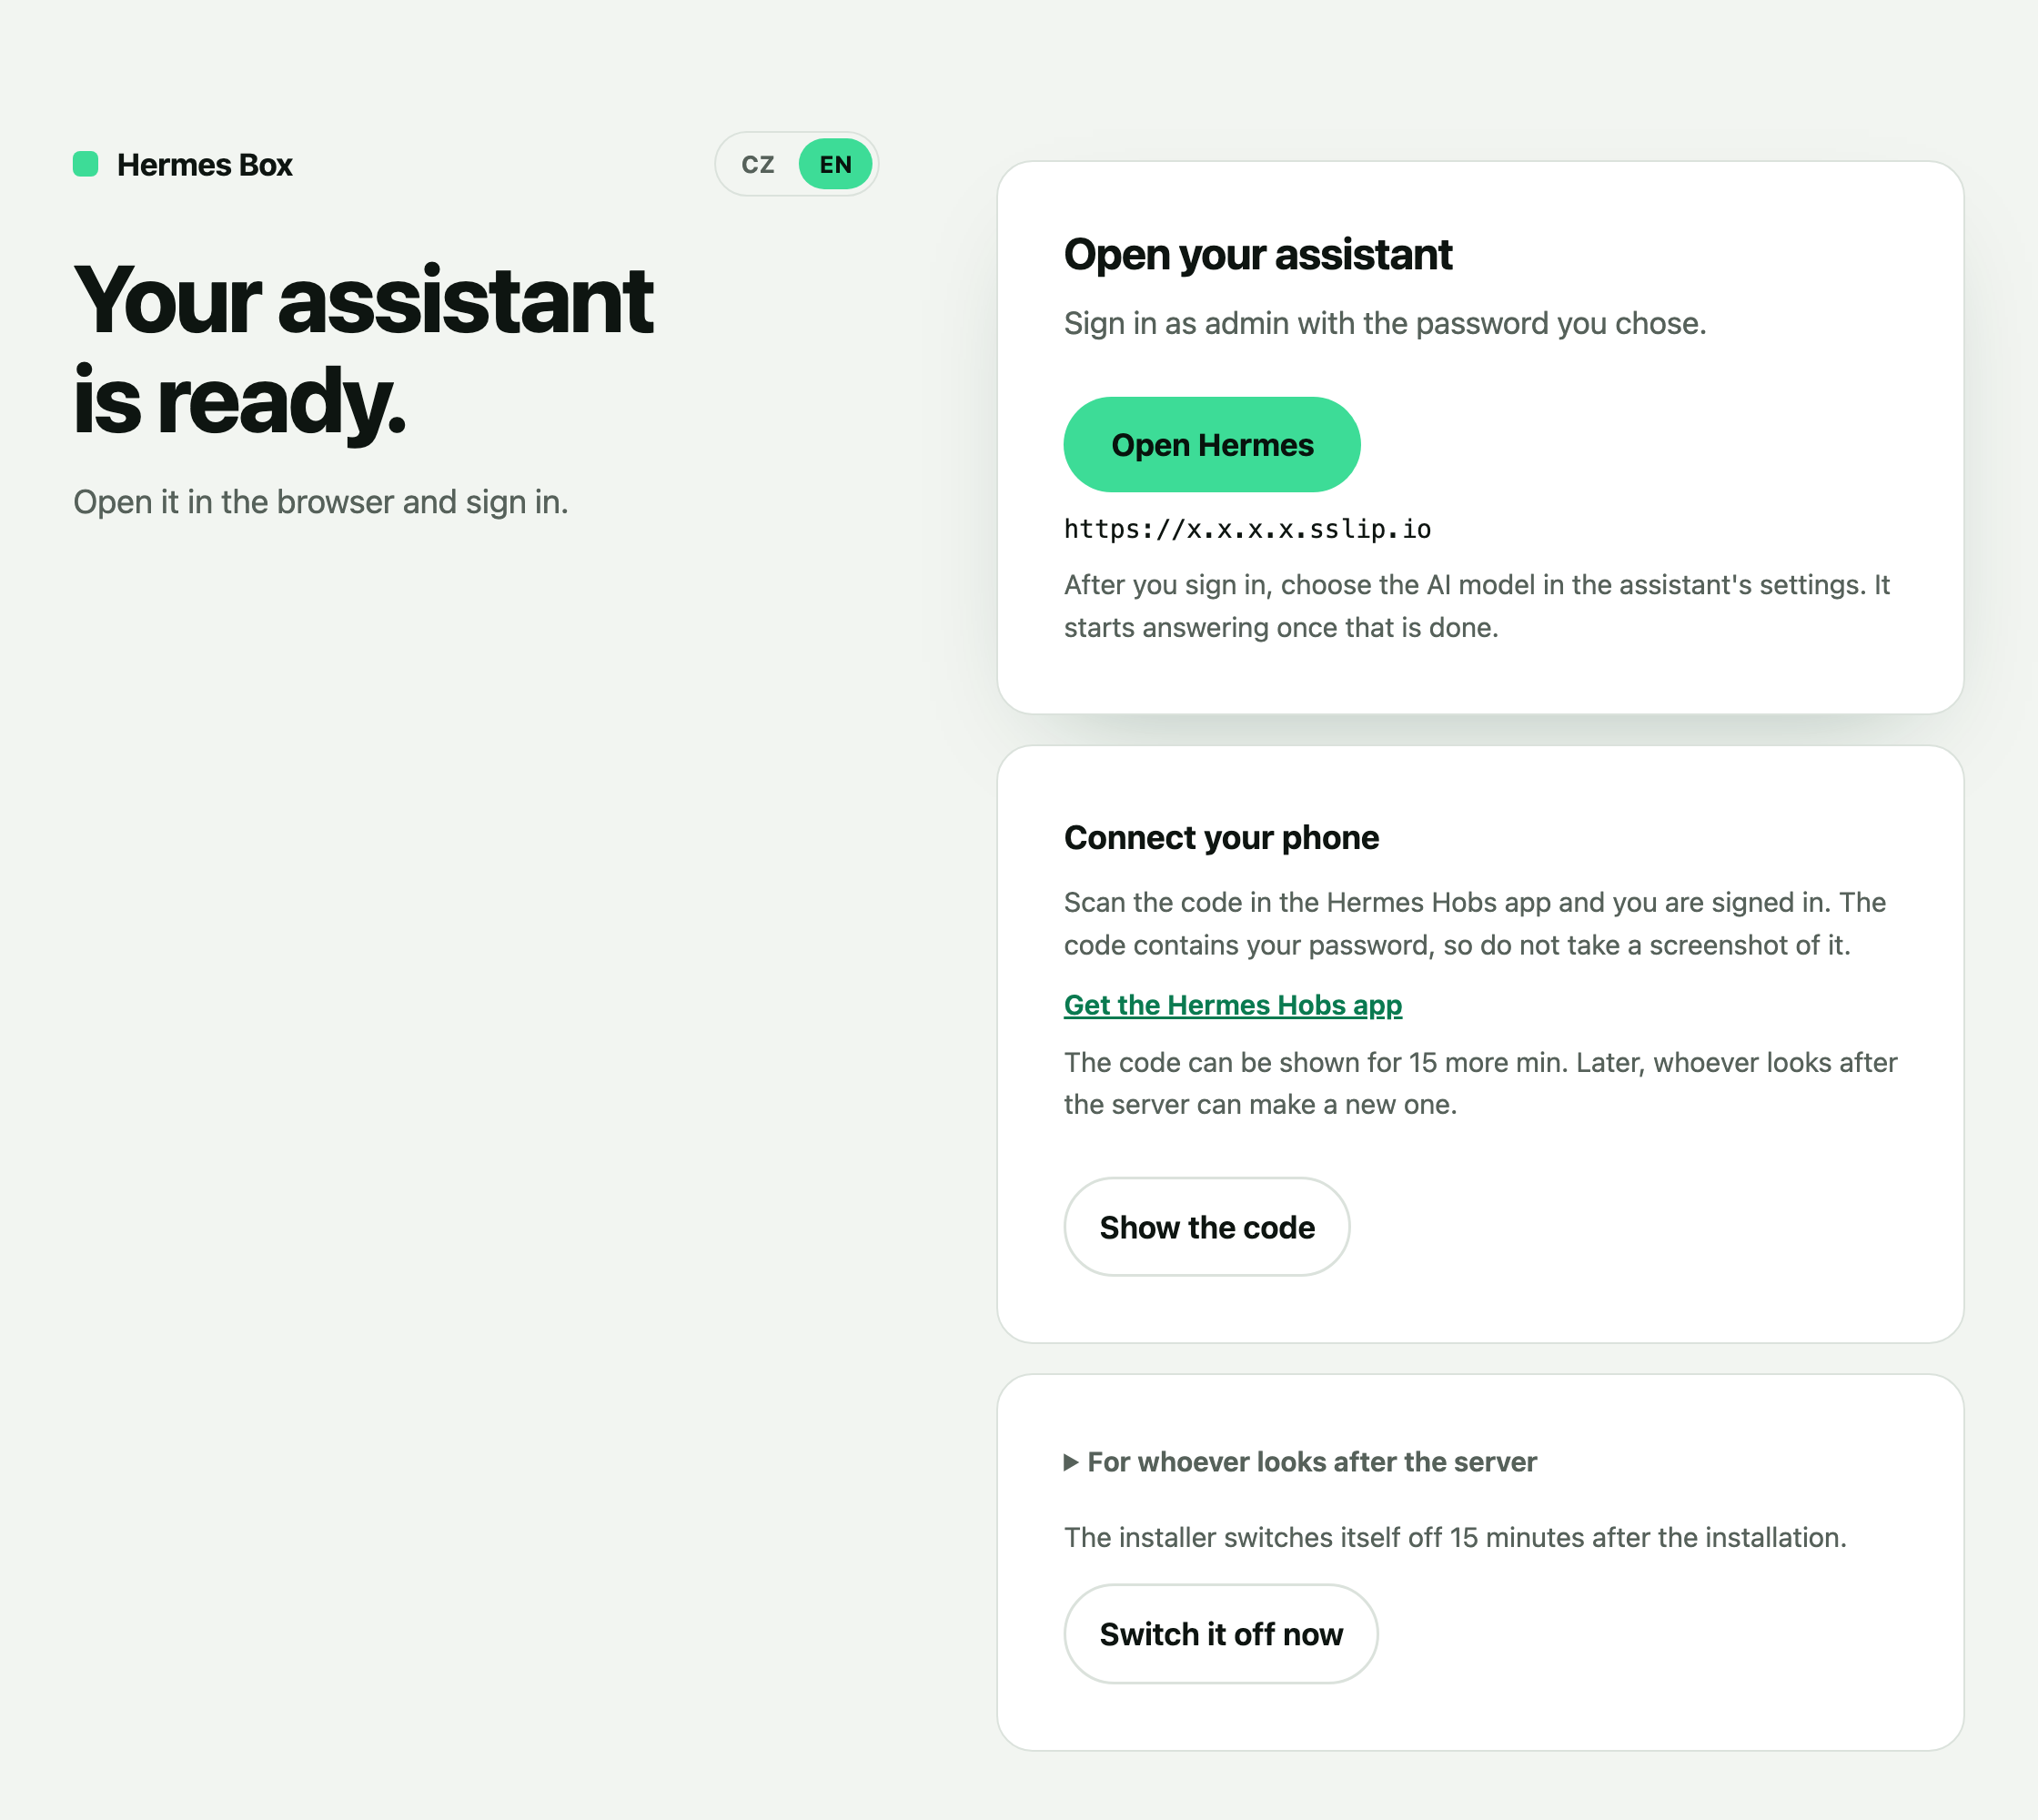 Hermes Box
CZ EN
Your assistant
is ready.
Open it in the browser and sign in.
Open your assistant
Sign in as admin with the password you chose.
Open Hermes
https://x.x.x.x.sslip.io
After you sign in, choose the AI model in the assistant's settings. It
starts answering once that is done.
Connect your phone
Scan the code in the Hermes Hobs app and you are signed in. The
code contains your password, so do not take a screenshot of it.
Get the Hermes Hobs app
The code can be shown for 15 more min. Later, whoever looks after
the server can make a new one.
Show the code
For whoever looks after the server
The installer switches itself off 15 minutes after the installation.
Switch it off now